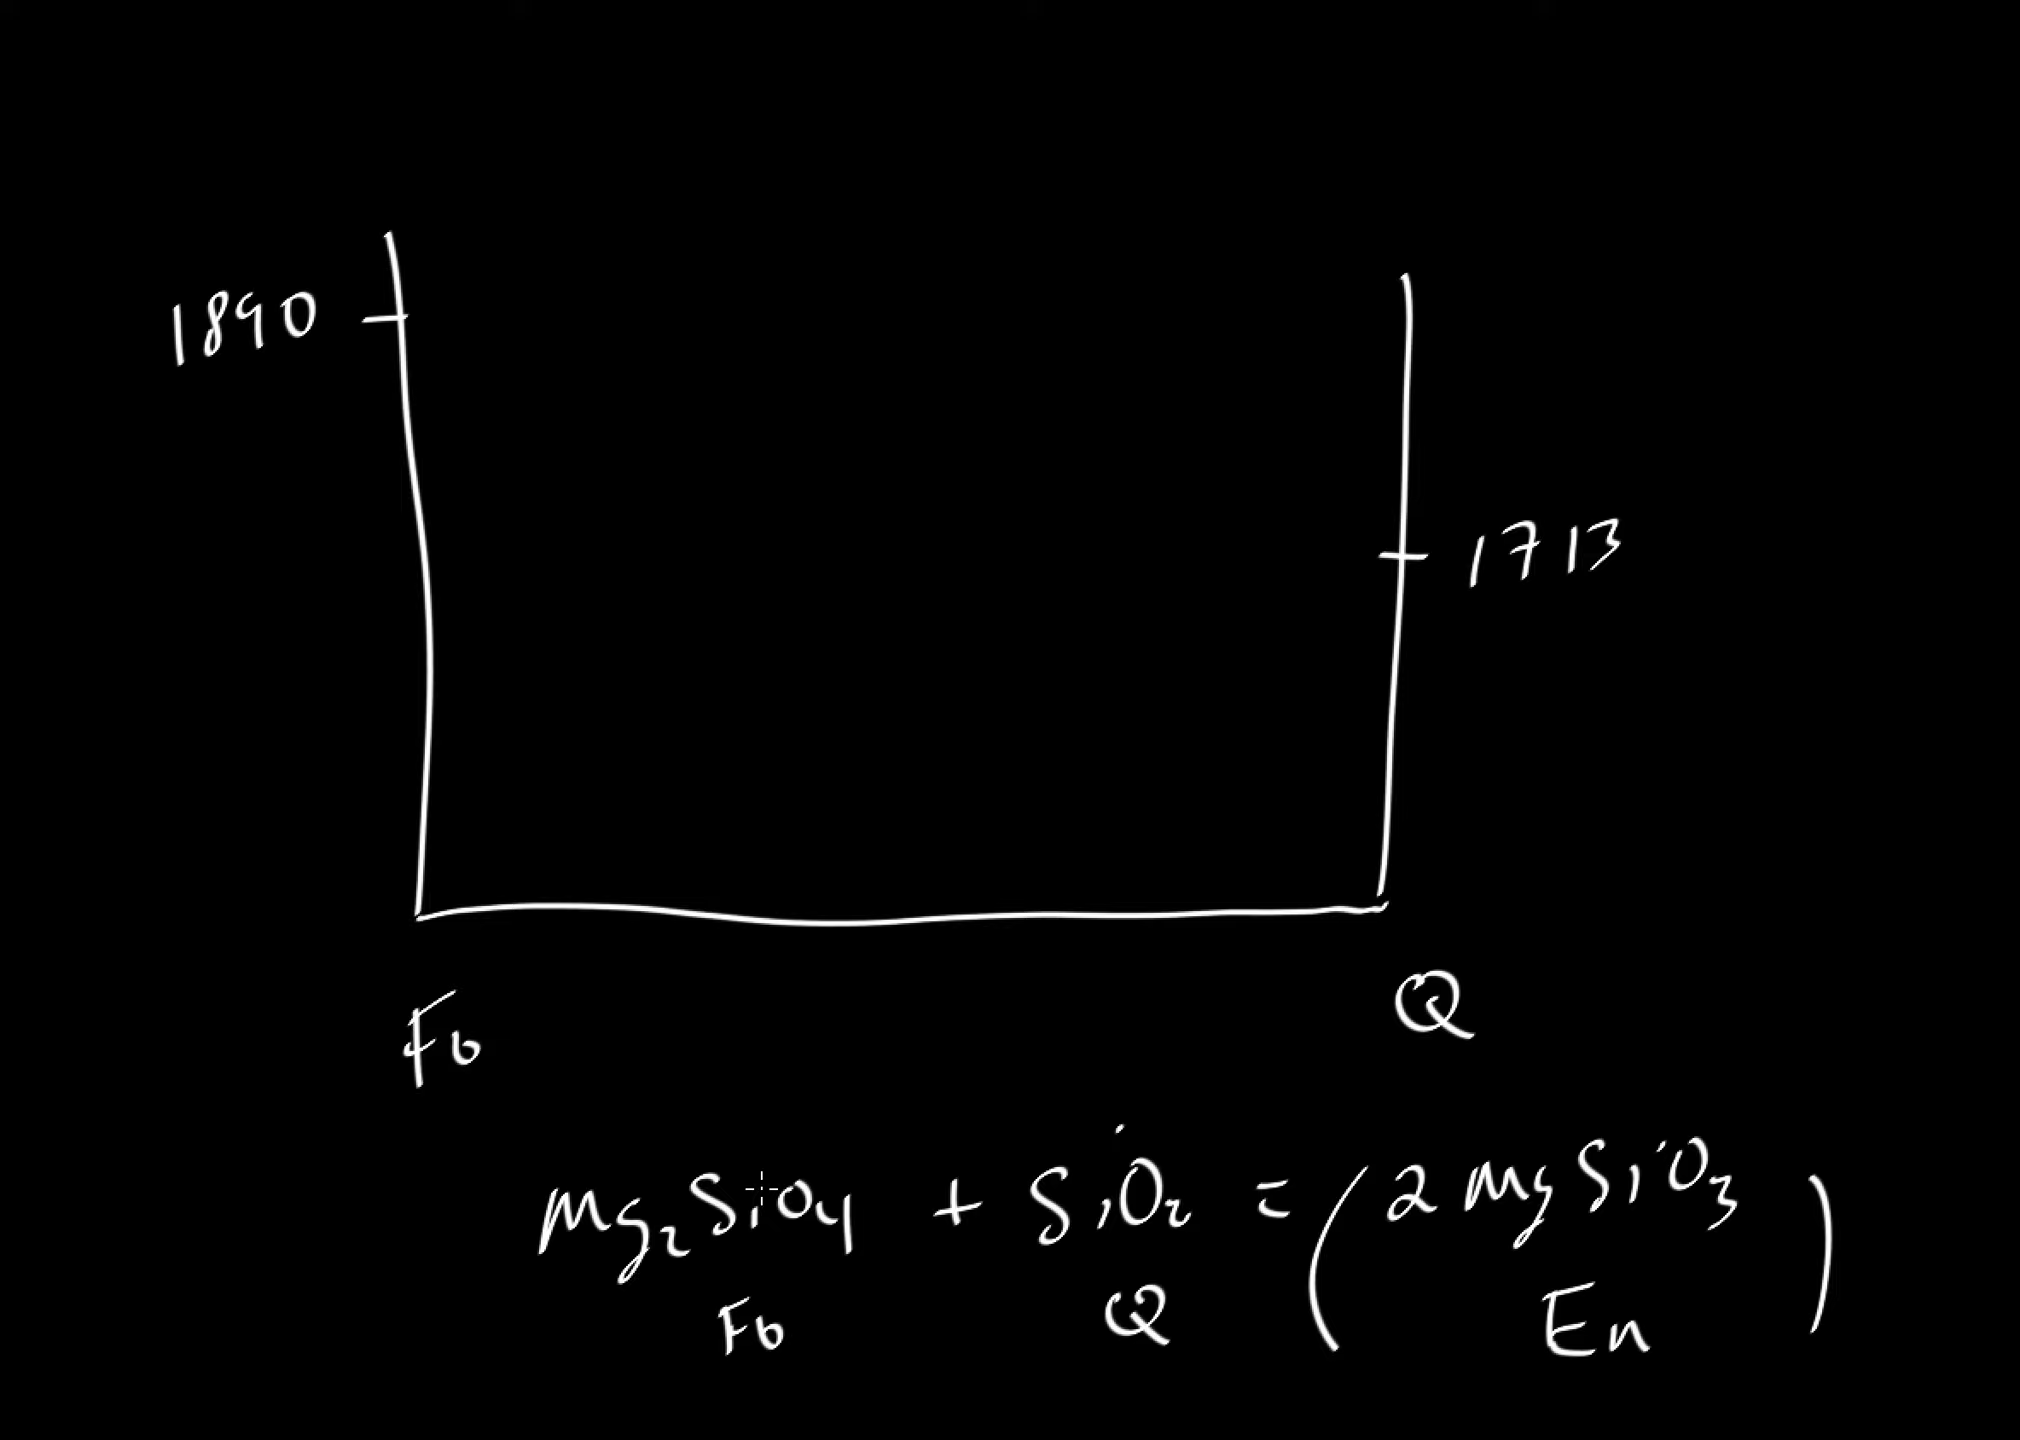 1890
1713
Fo
Q
Mg₂SiO₄ + SiO₂ = (2MgSiO₃)
Fo Q En